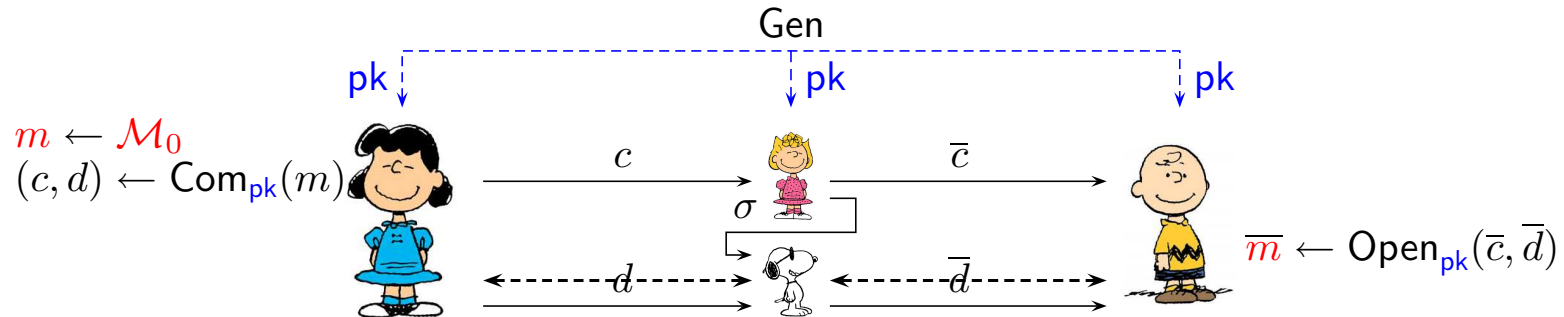 Gen
pk pk pk
m ← ℳ₀
(c, d) ← Com_pk(m)
c c̅
σ
m̅ ← Open_pk(c̅, d̅)
d d̅